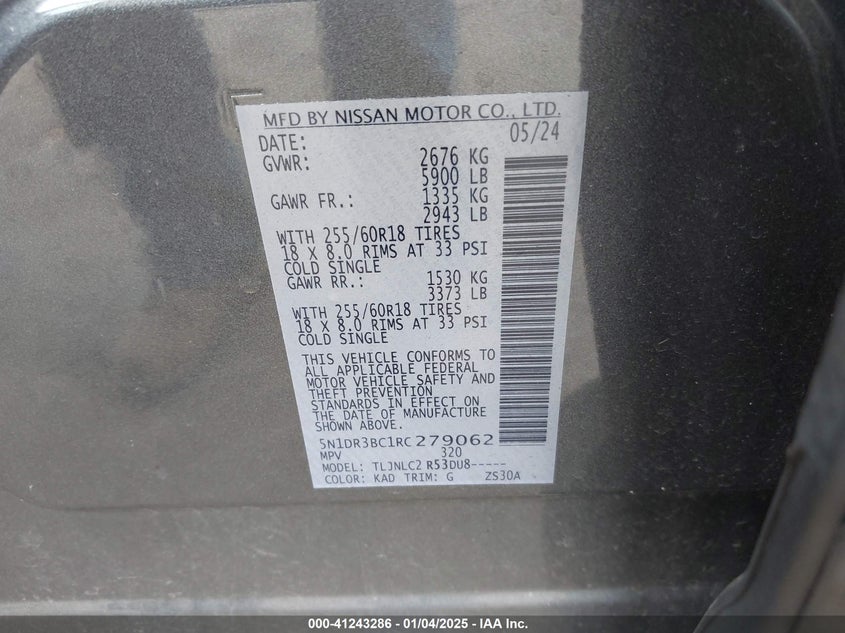 MFD BY NISSAN MOTOR CO., LTD.
DATE: 05/24
GVWR: 2676 KG
5900 LB
GAWR FR.: 1335 KG
2943 LB
WITH 255/60R18 TIRES
18 X 8.0 RIMS AT 33 PSI
COLD SINGLE
GAWR RR.: 1530 KG
3373 LB
WITH 255/60R18 TIRES
18 X 8.0 RIMS AT 33 PSI
COLD SINGLE
THIS VEHICLE CONFORMS TO
ALL APPLICABLE FEDERAL
MOTOR VEHICLE SAFETY AND
THEFT PREVENTION
STANDARDS IN EFFECT ON
THE DATE OF MANUFACTURE
SHOWN ABOVE.
5N1DR3BC1RC279062
MPV 320
MODEL: TLJNLC2 R53DU8-----
COLOR: KAD TRIM: G ZS30A
000-41243286 - 01/04/2025 - IAA Inc.